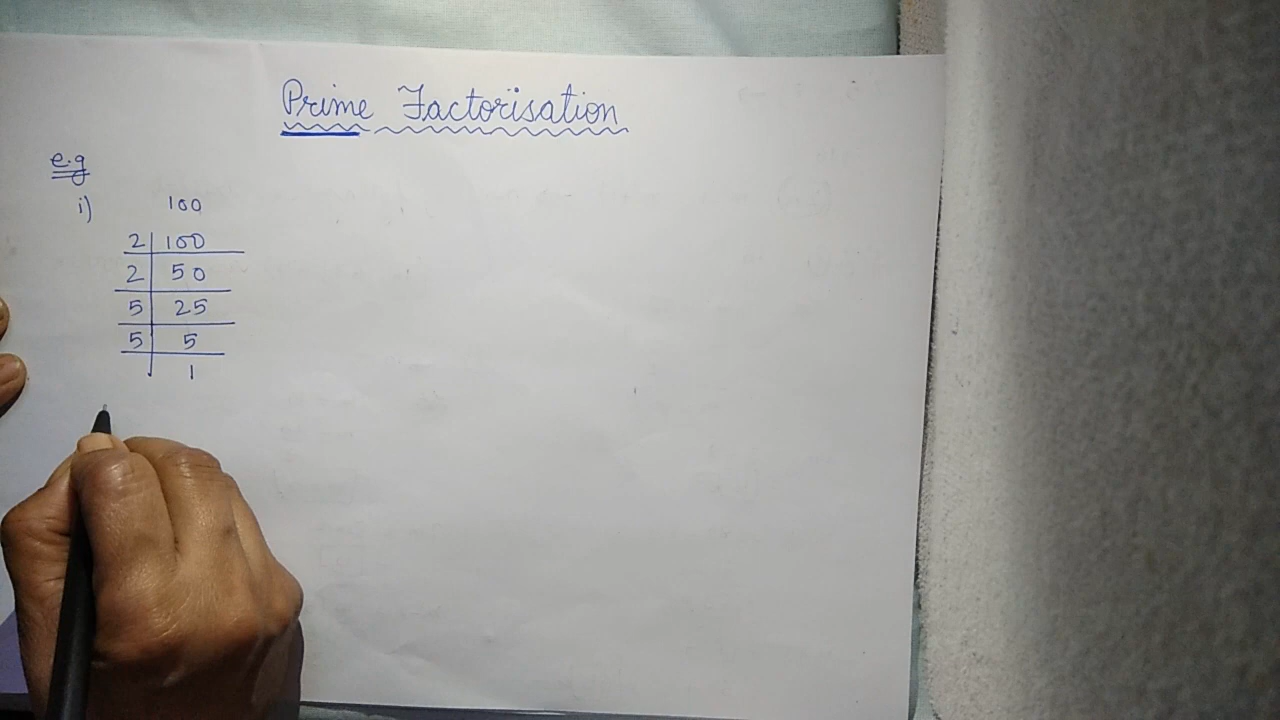 Prime Factorisation
e.g
i) 100
2 | 100
2 | 50
5 | 25
5 | 5
| 1